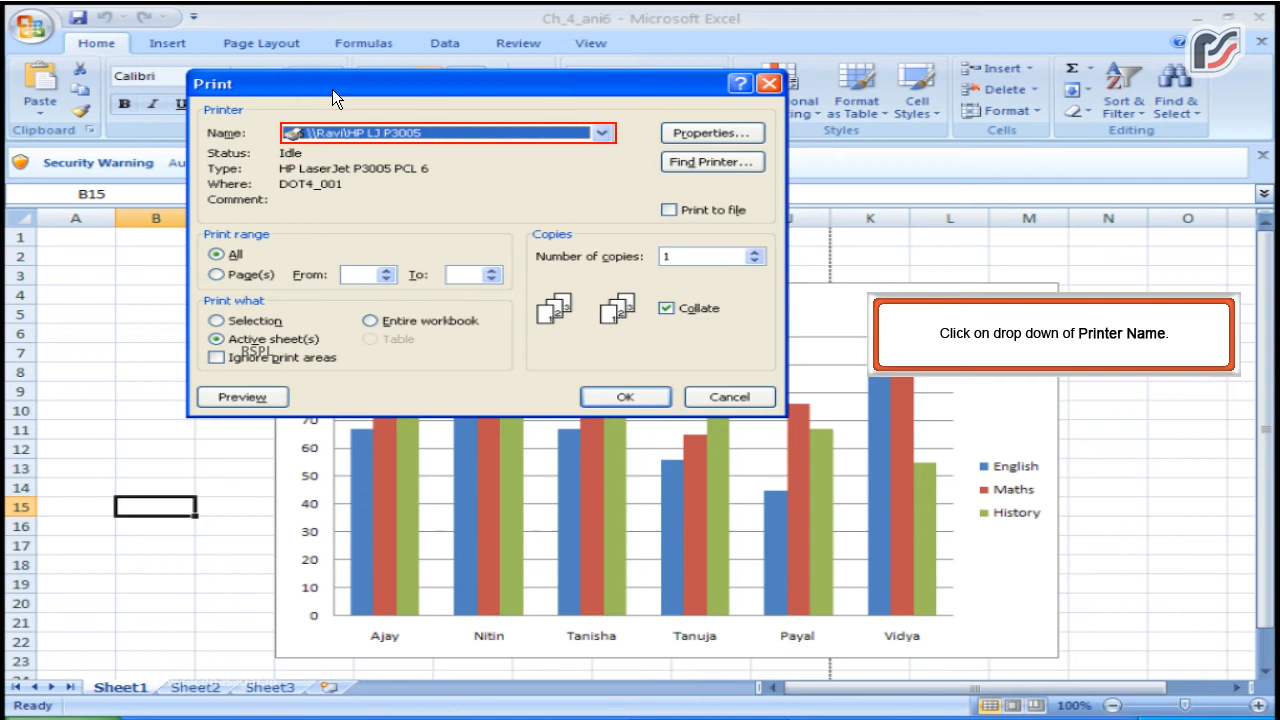 Ch_4_ani6 - Microsoft Excel
Home Insert Page Layout Formulas Data Review View
Paste
Calibri
B I U
Clipboard
Format as Table
Cell Styles
Styles
Insert
Delete
Format
Cells
Σ
Sort & Filter
Find & Select
Editing
Security Warning
B15
Print
Printer
Name: \\Ravi\HP LJ P3005
Properties...
Status: Idle
Type: HP LaserJet P3005 PCL 6
Find Printer...
Where: DOT4_001
Comment:
Print to file
Print range
All
Page(s) From: To:
Copies
Number of copies: 1
1 2 3 1 2 3
Collate
Print what
Selection Entire workbook
Active sheet(s) Table
RSPL
Ignore print areas
Preview OK Cancel
Click on drop down of Printer Name.
A B K L M N O
1
2
3
4
5
6
7
8
9
10
11
12
13
14
15
16
17
18
19
20
21
22
23
70
60
50
40
30
20
10
0
Ajay Nitin Tanisha Tanuja Payal Vidya
English
Maths
History
Sheet1 Sheet2 Sheet3
Ready 100%